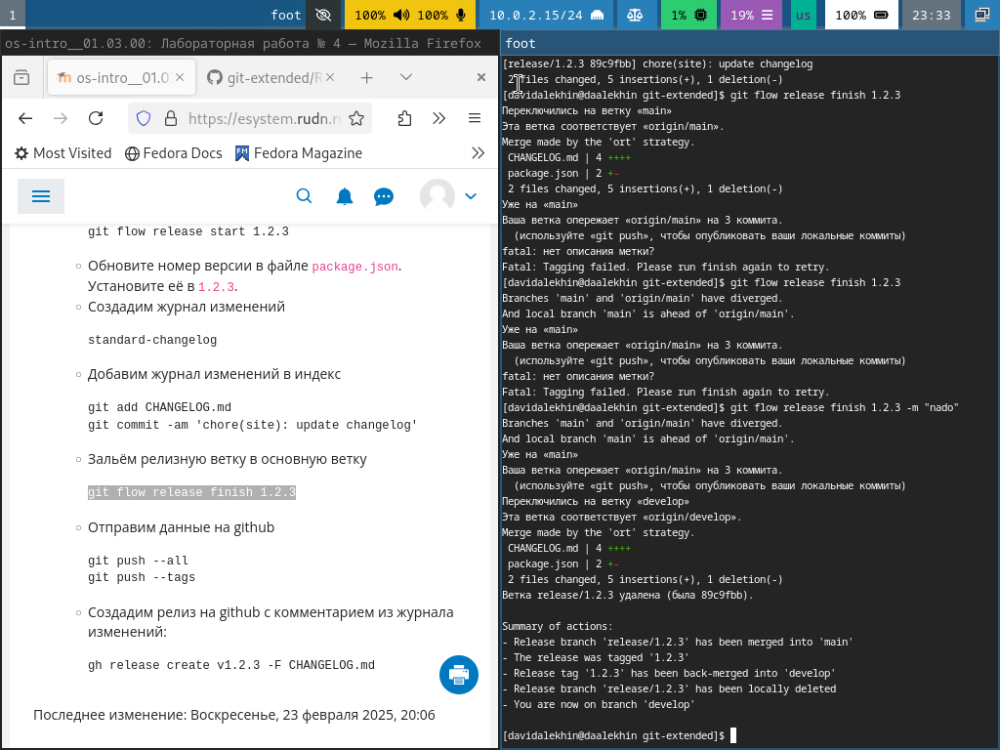 1
foot
100%
100%
10.0.2.15/24
1%
19%
us
100%
23:33
os-intro__01.03.00: Лабораторная работа № 4 — Mozilla Firefox
os-intro__01.0
git-extended/R
https://esystem.rudn.r
Most Visited
Fedora Docs
Fedora Magazine
git flow release start 1.2.3
Обновите номер версии в файле package.json.
Установите её в 1.2.3.
Создадим журнал изменений
standard-changelog
Добавим журнал изменений в индекс
git add CHANGELOG.md
git commit -am 'chore(site): update changelog'
Зальём релизную ветку в основную ветку
git flow release finish 1.2.3
Отправим данные на github
git push --all
git push --tags
Создадим релиз на github с комментарием из журнала
изменений:
gh release create v1.2.3 -F CHANGELOG.md
Последнее изменение: Воскресенье, 23 февраля 2025, 20:06
foot
[release/1.2.3 89c9fbb] chore(site): update changelog
 2 files changed, 5 insertions(+), 1 deletion(-)
[davidalekhin@daalekhin git-extended]$ git flow release finish 1.2.3
Переключились на ветку «main»
Эта ветка соответствует «origin/main».
Merge made by the 'ort' strategy.
 CHANGELOG.md | 4 ++++
 package.json | 2 +-
 2 files changed, 5 insertions(+), 1 deletion(-)
Уже на «main»
Ваша ветка опережает «origin/main» на 3 коммита.
  (используйте «git push», чтобы опубликовать ваши локальные коммиты)
fatal: нет описания метки?
Fatal: Tagging failed. Please run finish again to retry.
[davidalekhin@daalekhin git-extended]$ git flow release finish 1.2.3
Branches 'main' and 'origin/main' have diverged.
And local branch 'main' is ahead of 'origin/main'.
Уже на «main»
Ваша ветка опережает «origin/main» на 3 коммита.
  (используйте «git push», чтобы опубликовать ваши локальные коммиты)
fatal: нет описания метки?
Fatal: Tagging failed. Please run finish again to retry.
[davidalekhin@daalekhin git-extended]$ git flow release finish 1.2.3 -m "nado"
Branches 'main' and 'origin/main' have diverged.
And local branch 'main' is ahead of 'origin/main'.
Уже на «main»
Ваша ветка опережает «origin/main» на 3 коммита.
  (используйте «git push», чтобы опубликовать ваши локальные коммиты)
Переключились на ветку «develop»
Эта ветка соответствует «origin/develop».
Merge made by the 'ort' strategy.
 CHANGELOG.md | 4 ++++
 package.json | 2 +-
 2 files changed, 5 insertions(+), 1 deletion(-)
Ветка release/1.2.3 удалена (была 89c9fbb).
Summary of actions:
- Release branch 'release/1.2.3' has been merged into 'main'
- The release was tagged '1.2.3'
- Release tag '1.2.3' has been back-merged into 'develop'
- Release branch 'release/1.2.3' has been locally deleted
- You are now on branch 'develop'
[davidalekhin@daalekhin git-extended]$